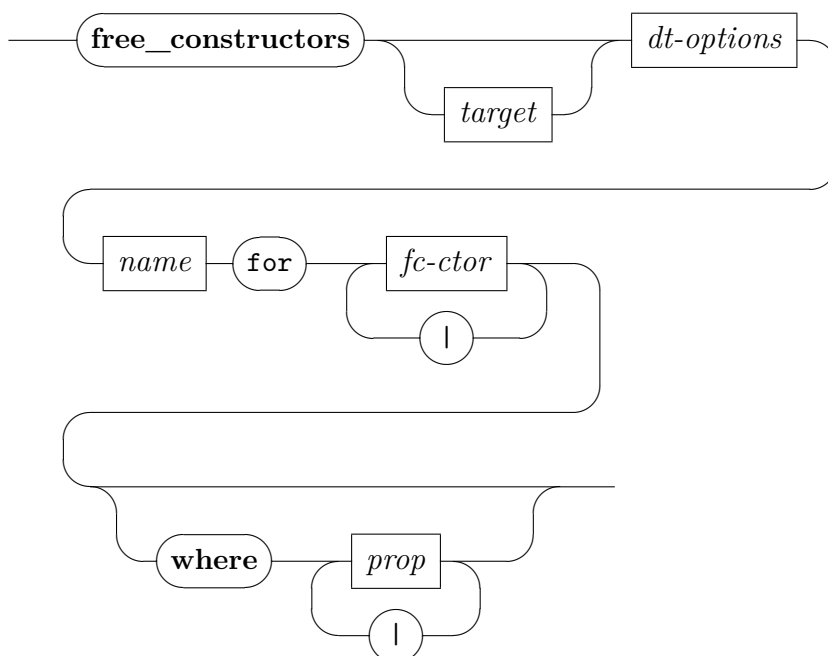 free_constructors dt-options
target
name for fc-ctor
|
where prop
|